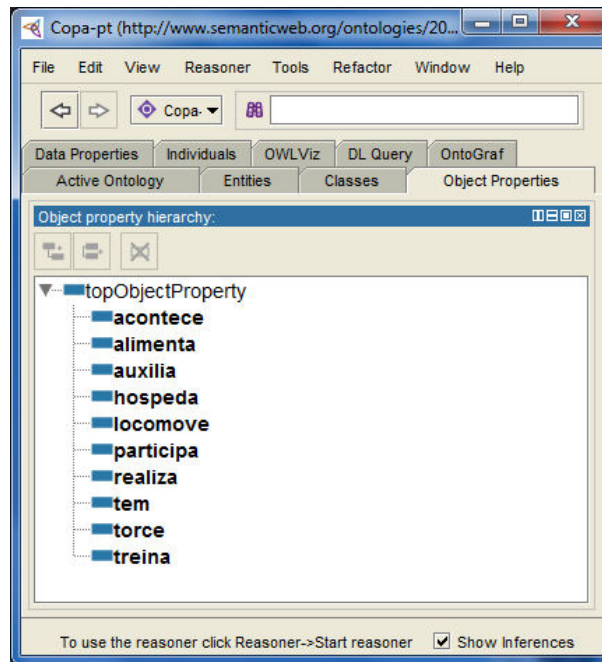 Copa-pt (http://www.semanticweb.org/ontologies/20...
File Edit View Reasoner Tools Refactor Window Help
Copa-
Data Properties Individuals OWLViz DL Query OntoGraf
Active Ontology Entities Classes Object Properties
Object property hierarchy:
topObjectProperty
acontece
alimenta
auxilia
hospeda
locomove
participa
realiza
tem
torce
treina
To use the reasoner click Reasoner->Start reasoner Show Inferences